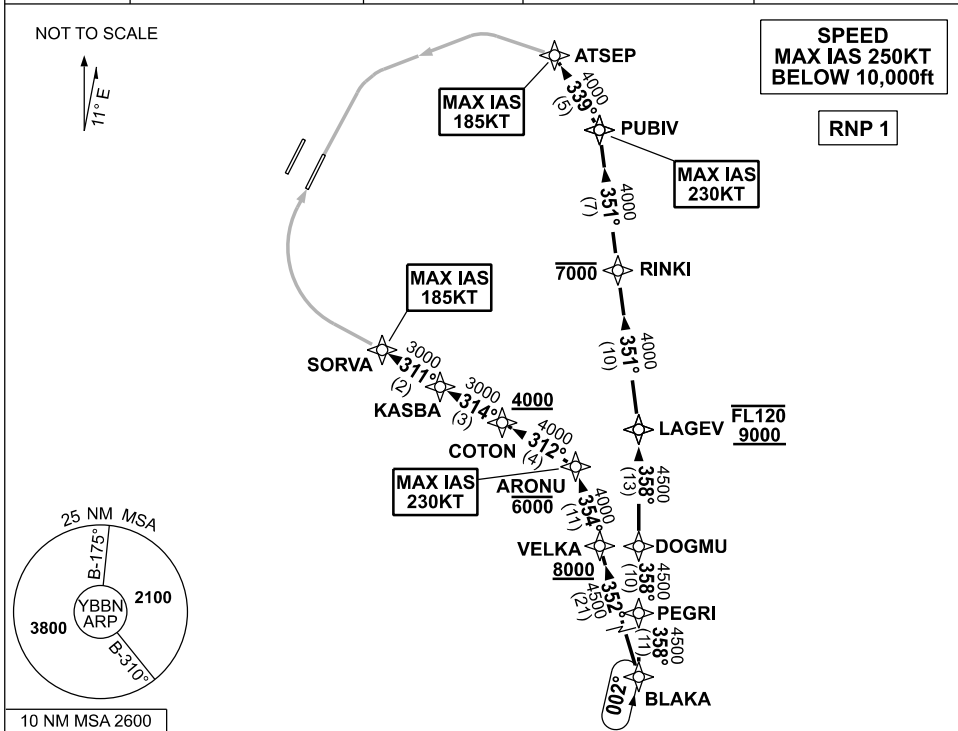 NOT TO SCALE
11° E
SPEED
MAX IAS 250KT
BELOW 10,000ft
RNP 1
ATSEP
MAX IAS
185KT
4000
339°
(5)
PUBIV
MAX IAS
230KT
4000
351°
(7)
7000
RINKI
MAX IAS
185KT
4000
351°
(10)
SORVA
3000
311°
(2)
KASBA
3000
314°
(3)
4000
COTON
4000
312°
(4)
LAGEV
FL120
9000
MAX IAS
230KT
ARONU
6000
4000
354°
(11)
4500
358°
(13)
VELKA
8000
DOGMU
4500
352°
(21)
4500
358°
(10)
PEGRI
4500
358°
(11)
BLAKA
002°
25 NM MSA
B-175°
YBBN
ARP
2100
3800
B-310°
10 NM MSA 2600